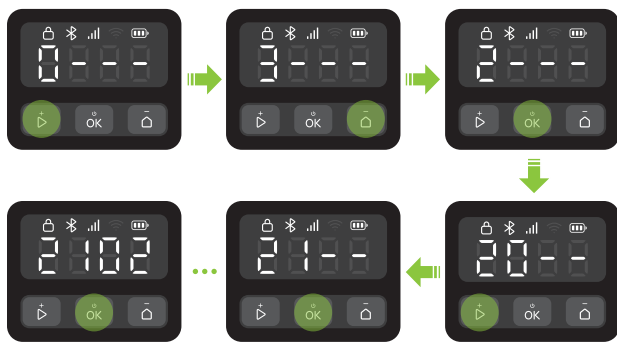 0---
+ OK −
3---
+ OK −
2---
+ OK −
2102
+ OK −
21--
+ OK −
20--
+ OK −